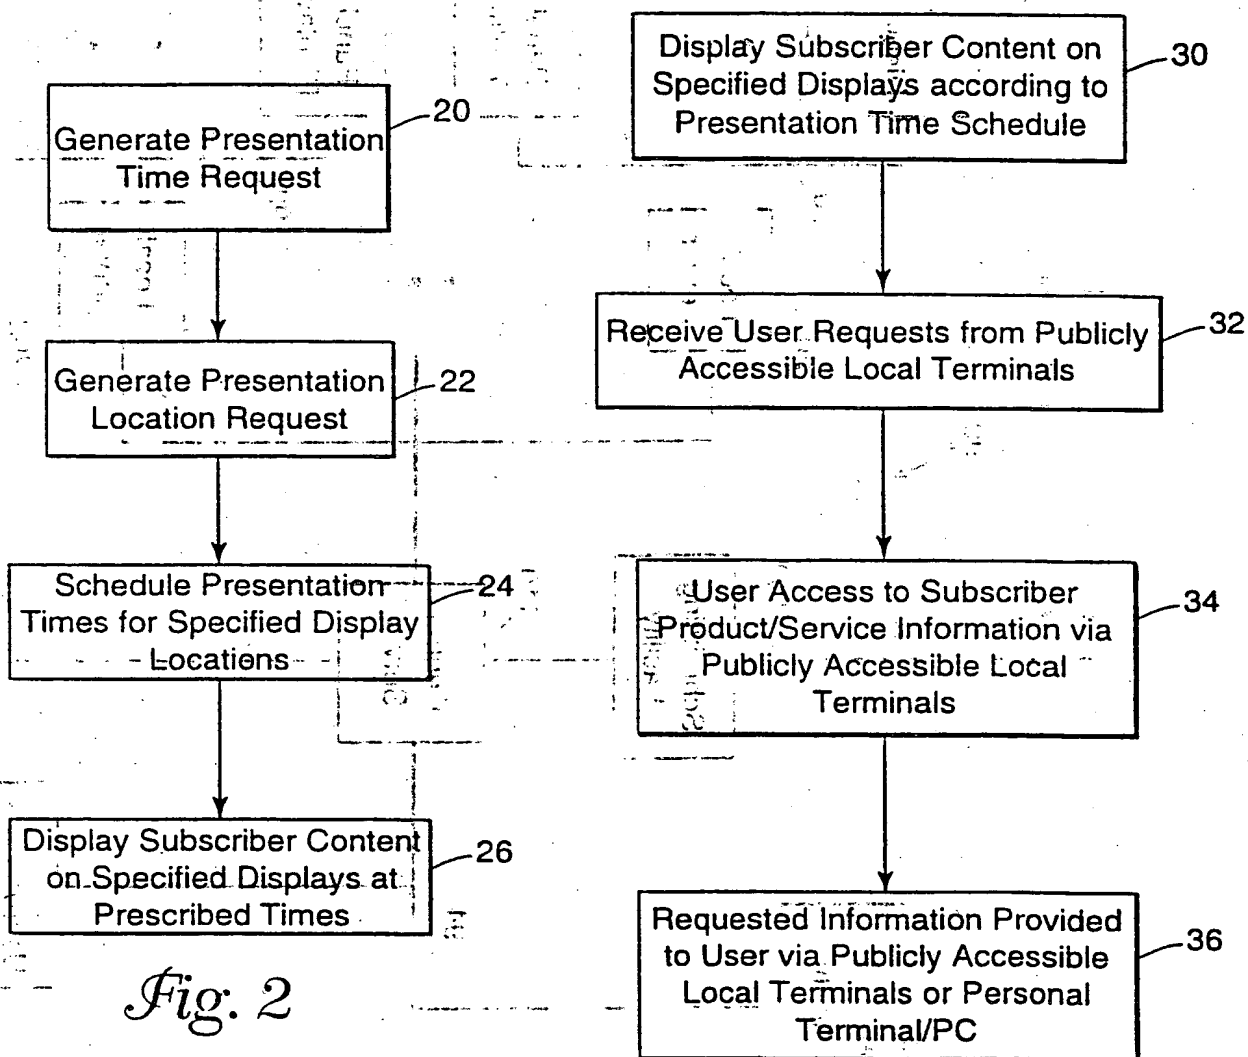 Generate Presentation
Time Request
20
Generate Presentation
Location Request
22
Schedule Presentation
Times for Specified Display
Locations
24
Display Subscriber Content
on Specified Displays at
Prescribed Times
26
Fig. 2
Display Subscriber Content on
Specified Displays according to
Presentation Time Schedule
30
Receive User Requests from Publicly
Accessible Local Terminals
32
User Access to Subscriber
Product/Service Information via
Publicly Accessible Local
Terminals
34
Requested Information Provided
to User via Publicly Accessible
Local Terminals or Personal
Terminal/PC
36